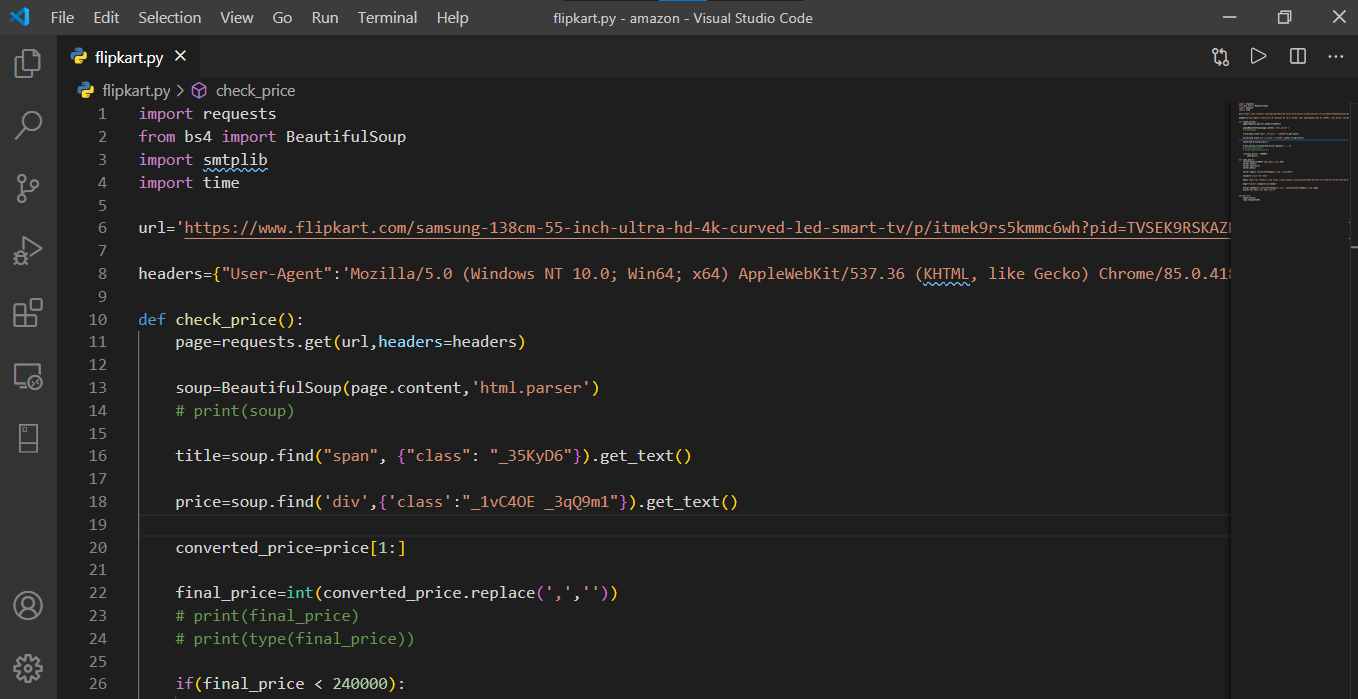 File Edit Selection View Go Run Terminal Help flipkart.py - amazon - Visual Studio Code
flipkart.py
flipkart.py > check_price
1 import requests
2 from bs4 import BeautifulSoup
3 import smtplib
4 import time
5
6 url='https://www.flipkart.com/samsung-138cm-55-inch-ultra-hd-4k-curved-led-smart-tv/p/itmek9rs5kmmc6wh?pid=TVSEK9RSKAZ
7
8 headers={"User-Agent":'Mozilla/5.0 (Windows NT 10.0; Win64; x64) AppleWebKit/537.36 (KHTML, like Gecko) Chrome/85.0.418
9
10 def check_price():
11     page=requests.get(url,headers=headers)
12
13     soup=BeautifulSoup(page.content,'html.parser')
14     # print(soup)
15
16     title=soup.find("span", {"class": "_35KyD6"}).get_text()
17
18     price=soup.find('div',{'class':"_1vC4OE _3qQ9m1"}).get_text()
19
20     converted_price=price[1:]
21
22     final_price=int(converted_price.replace(',',''))
23     # print(final_price)
24     # print(type(final_price))
25
26     if(final_price < 240000):